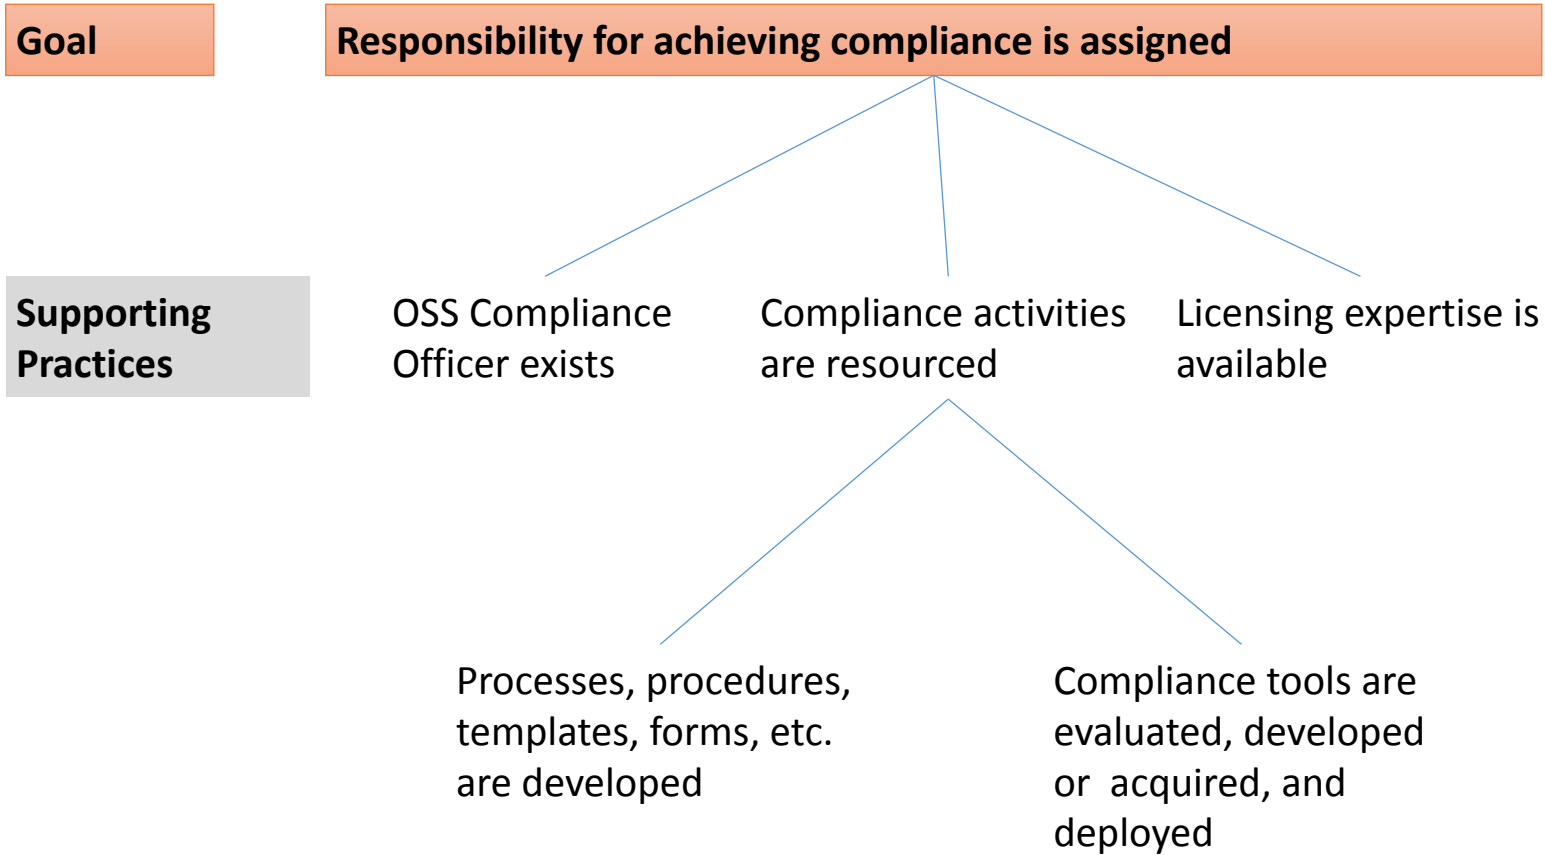 Goal
Responsibility for achieving compliance is assigned
Supporting
Practices
OSS Compliance
Officer exists
Compliance activities
are resourced
Licensing expertise is
available
Processes, procedures,
templates, forms, etc.
are developed
Compliance tools are
evaluated, developed
or  acquired, and
deployed